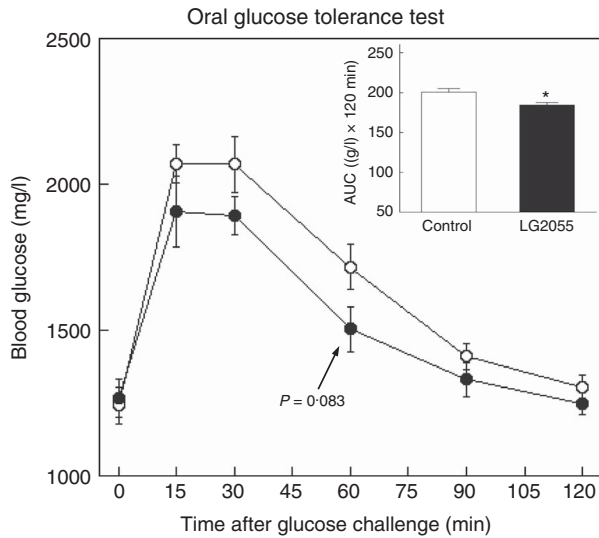 Oral glucose tolerance test
2500
2000
1500
1000
Blood glucose (mg/l)
250
200
150
100
50
AUC ((g/l) × 120 min)
Control LG2055
*
P = 0·083
0 15 30 45 60 75 90 105 120
Time after glucose challenge (min)